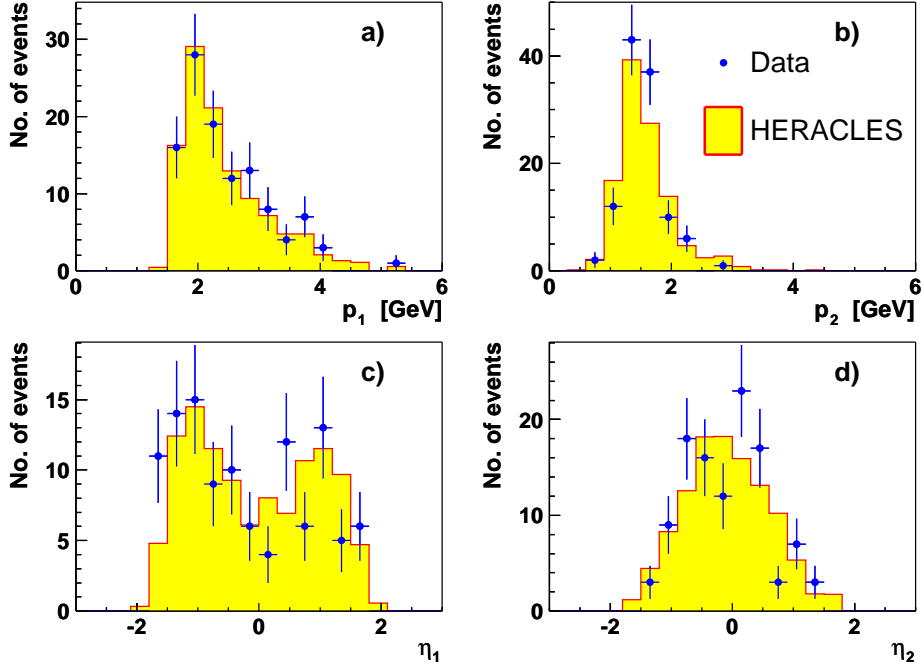 No. of events
a)
30
20
10
0
0
2
4
6
p1 [GeV]
No. of events
b)
Data
HERACLES
40
20
0
0
2
4
6
p2 [GeV]
No. of events
c)
15
10
5
0
-2
0
2
η1
No. of events
d)
20
10
0
-2
0
2
η2